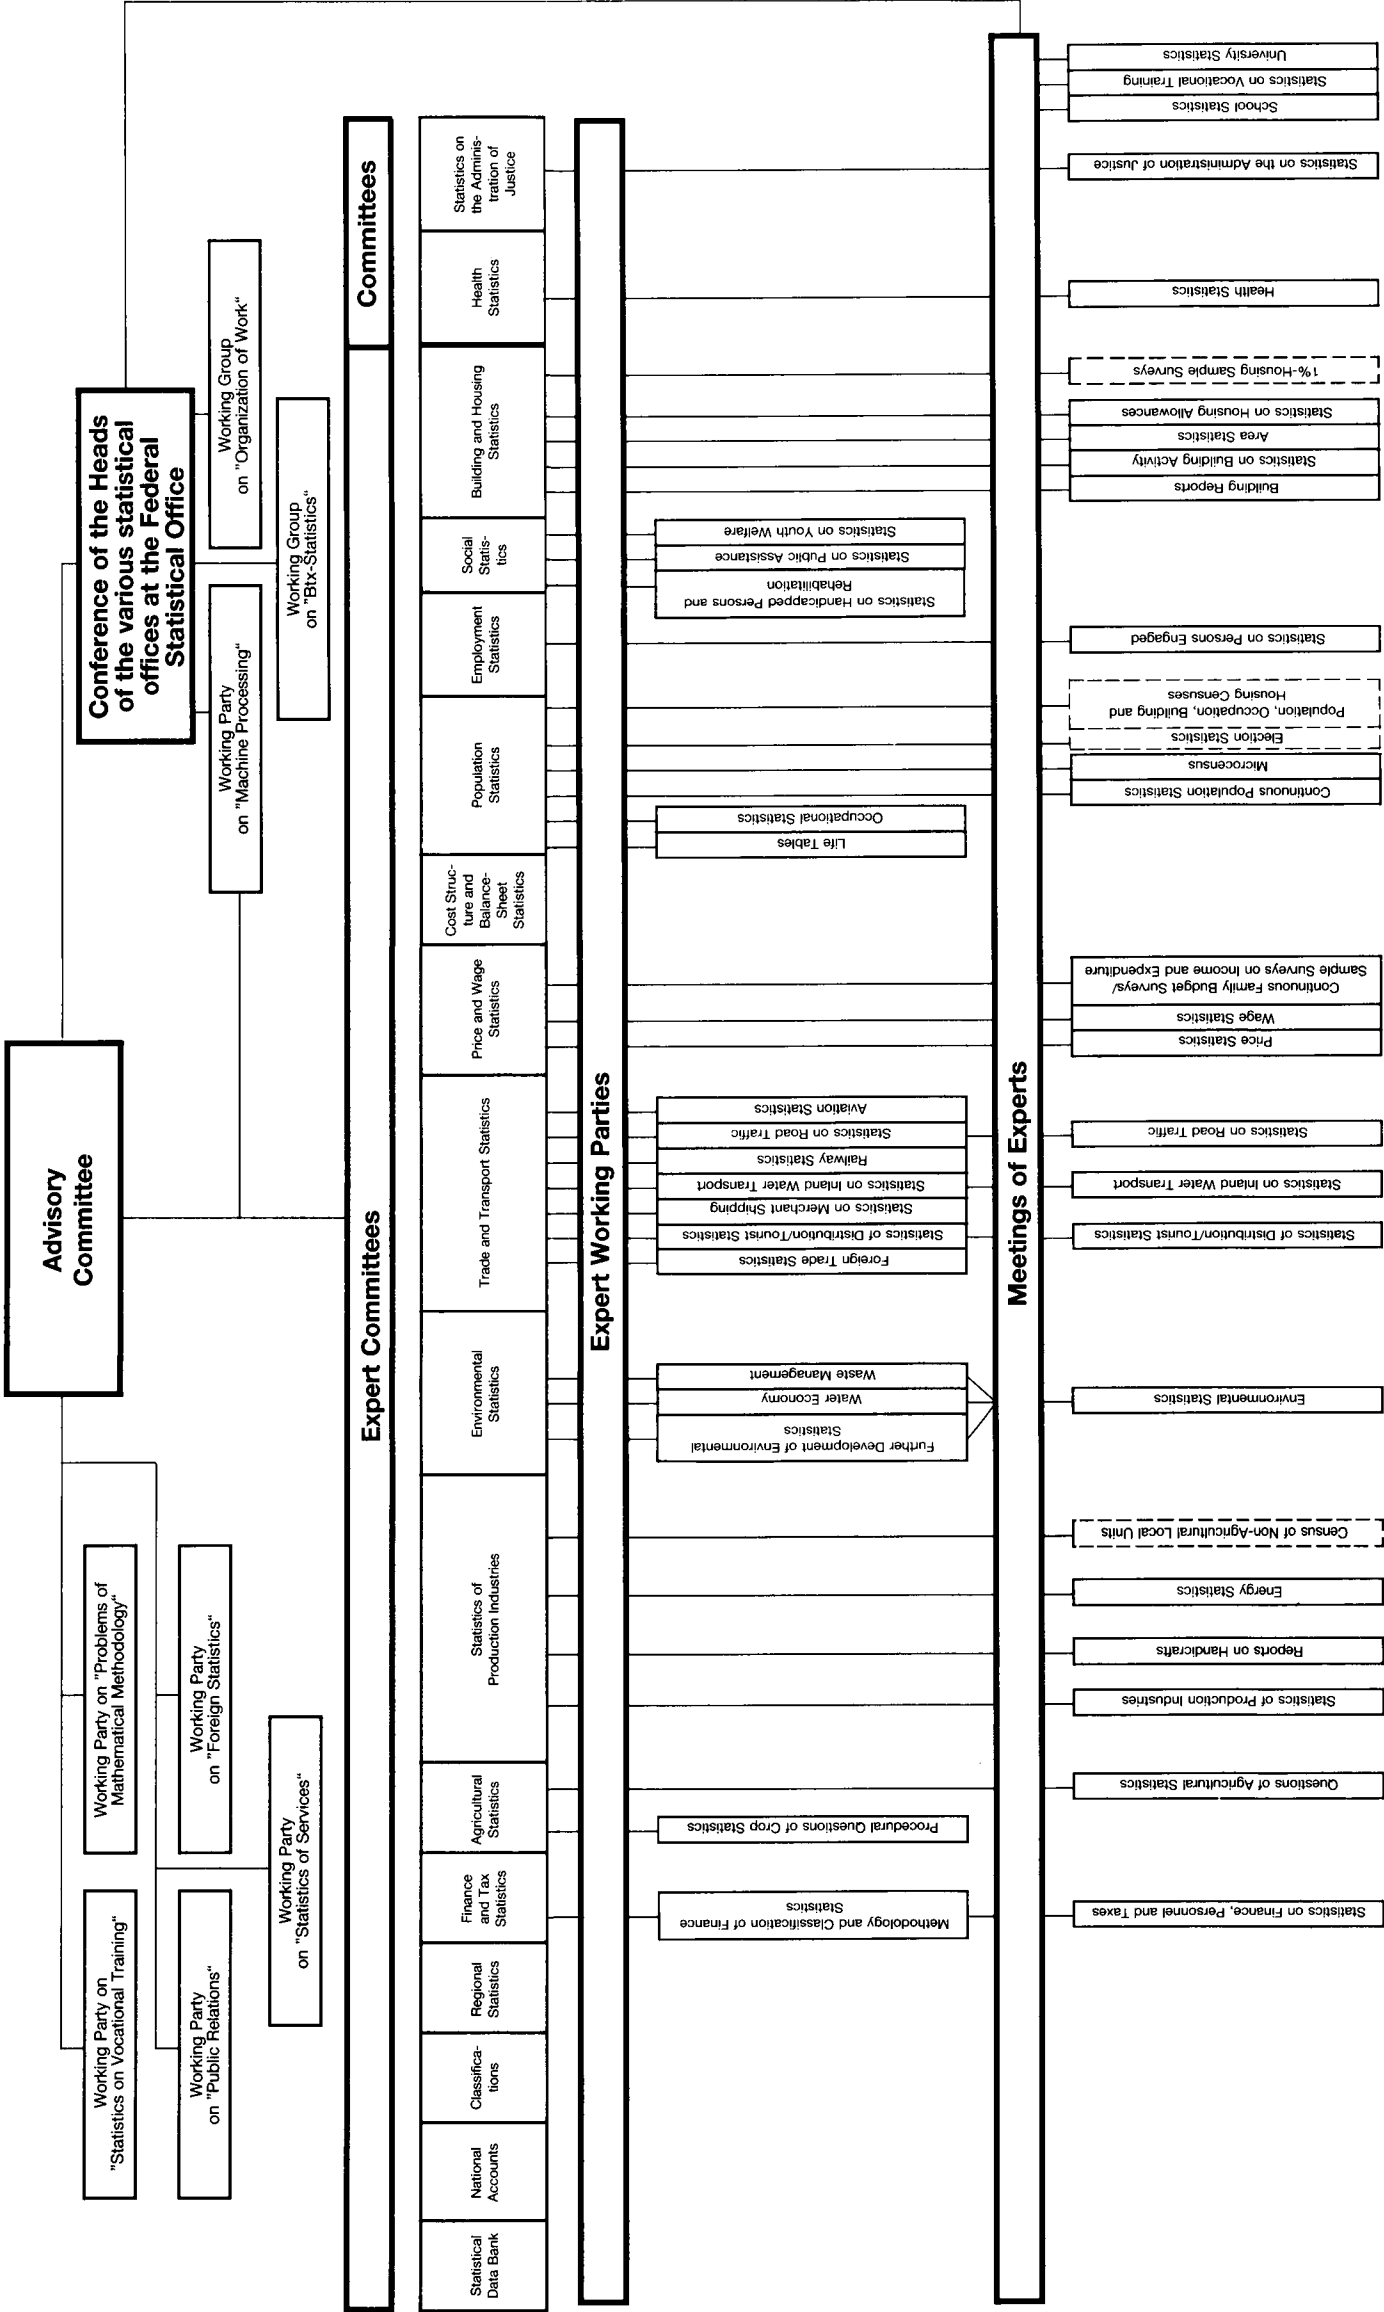 Advisory
Committee
Conference of the Heads
of the various statistical
offices at the Federal
Statistical Office
Working Party on
"Statistics on Vocational Training“
Working Party on "Problems of
Mathematical Methodology“
Working Party
on "Public Relations“
Working Party
on "Foreign Statistics“
Working Party
on "Statistics of Services“
Working Party
on "Machine Processing“
Working Group
on "Organization of Work“
Working Group
on "Btx-Statistics“
Expert Committees
Committees
Statistical
Data Bank
National
Accounts
Classifica-
tions
Regional
Statistics
Finance
and Tax
Statistics
Agricultural
Statistics
Statistics of
Production Industries
Environmental
Statistics
Trade and Transport Statistics
Price and Wage
Statistics
Cost Struc-
ture and
Balance-
Sheet
Statistics
Population
Statistics
Employment
Statistics
Social
Statis-
tics
Building and Housing
Statistics
Health
Statistics
Statistics on
the Adminis-
tration of
Justice
Expert Working Parties
Methodology and Classification of Finance
Statistics
Procedural Questions of Crop Statistics
Further Development of Environmental
Statistics
Water Economy
Waste Management
Foreign Trade Statistics
Statistics of Distribution/Tourist Statistics
Statistics on Merchant Shipping
Statistics on Inland Water Transport
Railway Statistics
Statistics on Road Traffic
Aviation Statistics
Life Tables
Occupational Statistics
Statistics on Handicapped Persons and
Rehabilitation
Statistics on Public Assistance
Statistics on Youth Welfare
Meetings of Experts
Statistics on Finance, Personnel and Taxes
Questions of Agricultural Statistics
Statistics of Production Industries
Reports on Handicrafts
Energy Statistics
Census of Non-Agricultural Local Units
Environmental Statistics
Statistics of Distribution/Tourist Statistics
Statistics on Inland Water Transport
Statistics on Road Traffic
Price Statistics
Wage Statistics
Continuous Family Budget Surveys/
Sample Surveys on Income and Expenditure
Continuous Population Statistics
Microcensus
Election Statistics
Population, Occupation, Building and
Housing Censuses
Statistics on Persons Engaged
Building Reports
Statistics on Building Activity
Area Statistics
Statistics on Housing Allowances
1%-Housing Sample Surveys
Health Statistics
Statistics on the Administration of Justice
School Statistics
Statistics on Vocational Training
University Statistics